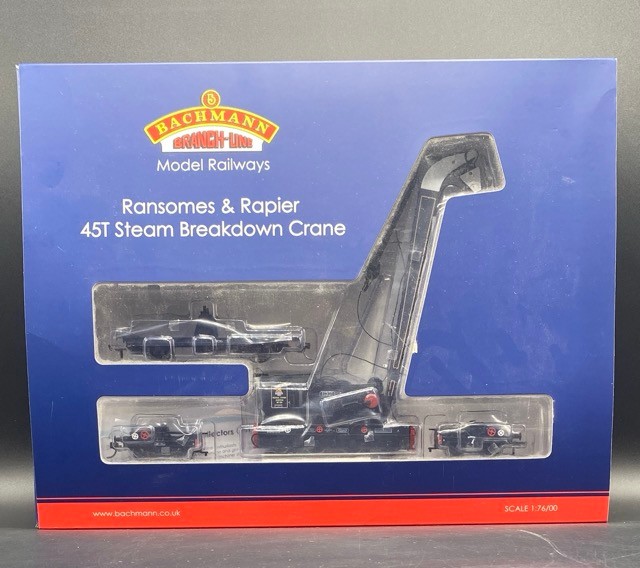 B
BACHMANN
BRANCH-LINE
Model Railways
Ransomes & Rapier
45T Steam Breakdown Crane
lectors
7
www.bachmann.co.uk
SCALE 1:76/00